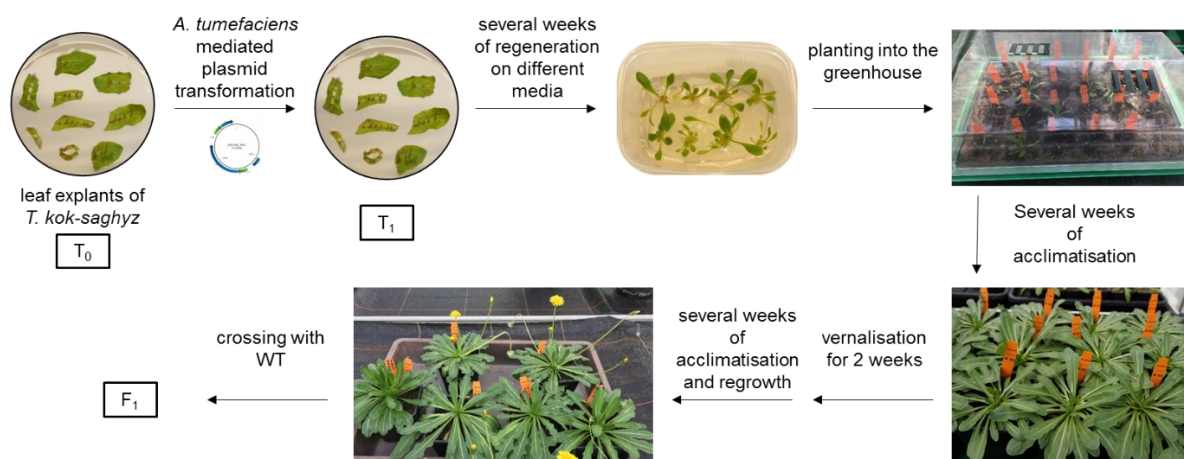 A. tumefaciens
mediated
plasmid
transformation
several weeks
of regeneration
on different
media
planting into the
greenhouse
leaf explants of
T. kok-saghyz
T0
T1
Several weeks
of
acclimatisation
vernalisation
for 2 weeks
several weeks
of
acclimatisation
and regrowth
crossing with
WT
F1